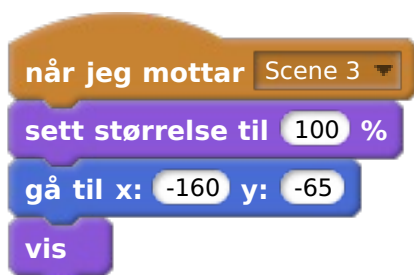 når jeg mottar Scene 3
sett størrelse til 100 %
gå til x: -160 y: -65
vis